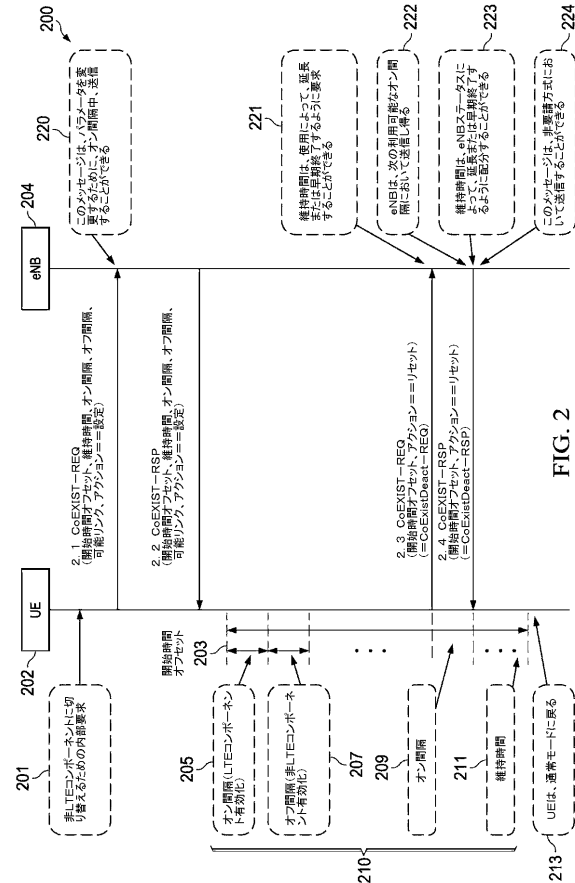 200
220
このメッセージは、パラメータを変
更するために、オン間隔中、送信
することができる
204
eNB
202
UE
201
非LTEコンポーネントに切
り替えるための内部要求
2. 1 CoEXIST-REQ
(開始時間オフセット、維持時間、オン間隔、オフ間隔、
可能リンク、アクション==設定)
2. 2 CoEXIST-RSP
(開始時間オフセット、維持時間、オン間隔、オフ間隔、
可能リンク、アクション==設定)
開始時間
オフセット
203
205
オン間隔(LTEコンポーネ
ント有効化)
207
オフ間隔(非LTEコンポーネ
ント有効化)
221
維持時間は、使用によって、延長
または早期終了するように要求
することができる
222
eNBは、次の利用可能なオン間
隔において送信し得る
2. 3 CoEXIST-REQ
(開始時間オフセット、アクション==リセット)
(=CoExistDeact-REQ)
2. 4 CoEXIST-RSP
(開始時間オフセット、アクション==リセット)
(=CoExistDeact-RSP)
209
オン間隔
223
維持時間は、eNBステータスに
よって、延長または早期終了す
るように配分することができる
224
このメッセージは、非要請方式にお
いて送信することができる
211
維持時間
210
213
UEは、通常モードに戻る
FIG. 2